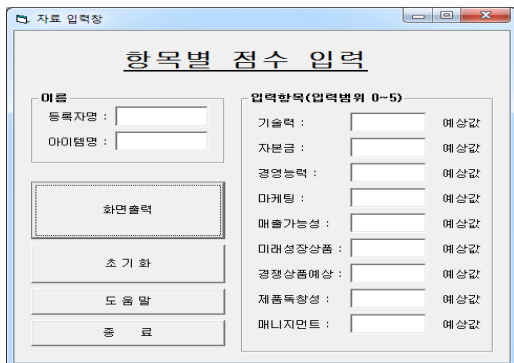 자료 입력창
항목별 점수 입력
이름
등록자명 :
아이템명 :
화면출력
초 기 화
도 움 말
종 료
입력항목(입력범위 0~5)
기술력 : 예상값
자본금 : 예상값
경영능력 : 예상값
마케팅 : 예상값
매출가능성 : 예상값
미래성장상품 : 예상값
경쟁상품예상 : 예상값
제품독창성 : 예상값
매니지먼트 : 예상값